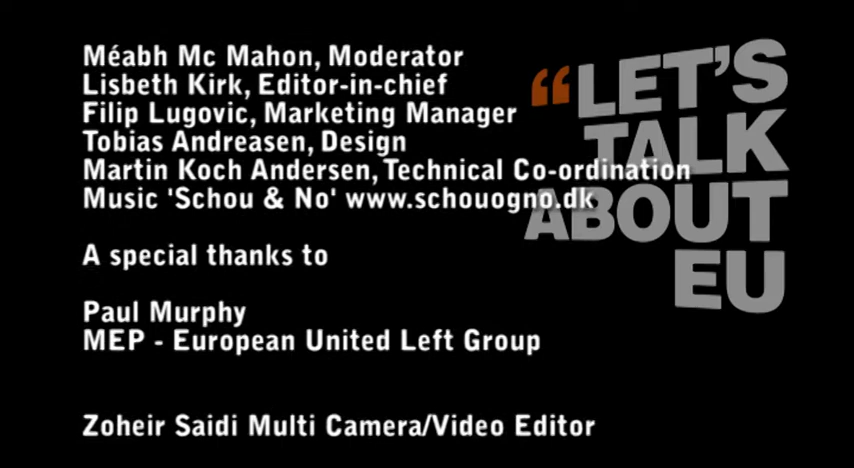 Méabh Mc Mahon, Moderator
Lisbeth Kirk, Editor-in-chief
Filip Lugovic, Marketing Manager
Tobias Andreasen, Design
Martin Koch Andersen, Technical Co-ordination
Music 'Schou & No' www.schouogno.dk
A special thanks to
Paul Murphy
MEP - European United Left Group
Zoheir Saidi Multi Camera/Video Editor
“LET'S
TALK
ABOUT
EU